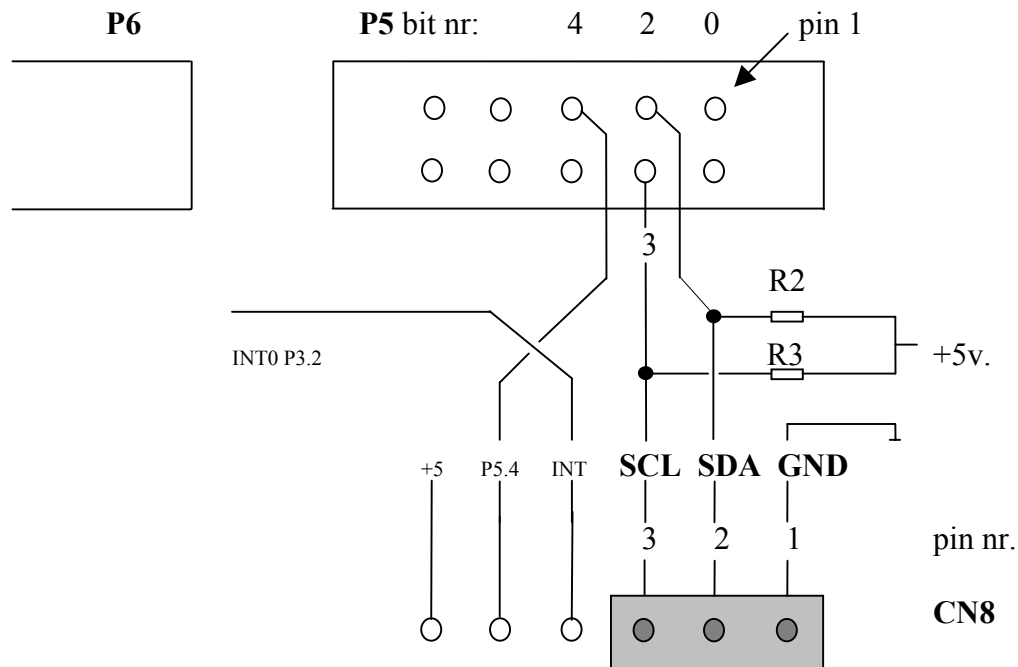 P6 P5 bit nr: 4 2 0 pin 1
3
R2
INT0 P3.2 R3 +5v.
+5 P5.4 INT SCL SDA GND
3 2 1 pin nr.
CN8